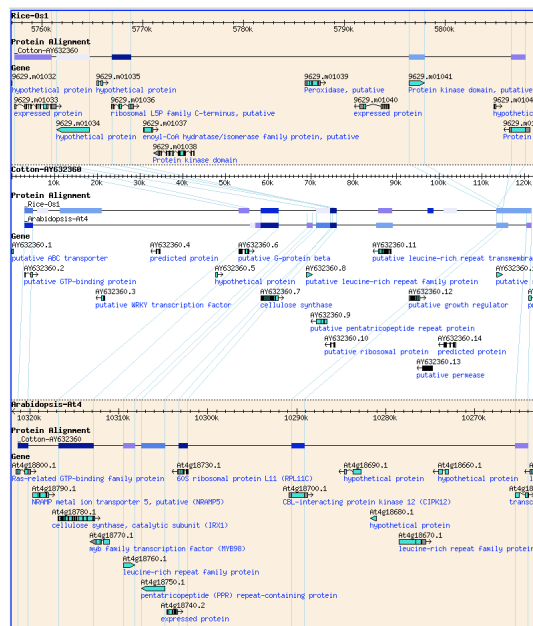 Rice-Os1
5760k 5770k 5780k 5790k 5800k
Protein Alignment
Cotton-AY632360
Gene
9629.m01032 9629.m01035 9629.m01039 9629.m01041
hypothetical protein hypothetical protein Peroxidase, putative Protein kinase domain, putative
9629.m01033 9629.m01036 9629.m01040 9629.m0104
expressed protein ribosomal L5P family C-terminus, putative expressed protein hypothetic
9629.m01034 9629.m01037 9629.m01
hypothetical protein enoyl-CoA hydratase/isomerase family protein, putative Protein
9629.m01038
Protein kinase domain
Cotton-AY632360
10k 20k 30k 40k 50k 60k 70k 80k 90k 100k 110k 120k
Protein Alignment
Rice-Os1
Arabidopsis-At4
Gene
AY632360.1 AY632360.4 AY632360.6 AY632360.11
putative ABC transporter predicted protein putative G-protein beta putative leucine-rich repeat transmembra
AY632360.2 AY632360.5 AY632360.8 AY632360.1
putative GTP-binding protein hypothetical protein putative leucine-rich repeat family protein putative
AY632360.3 AY632360.7 AY632360.12
putative WRKY transcription factor cellulose synthase putative growth regulator
AY632360.9
putative pentatricopeptide repeat protein
AY632360.10 AY632360.14
putative ribosomal protein predicted protein
AY632360.13
putative permease
Arabidopsis-At4
10320k 10310k 10300k 10290k 10280k 10270k
Protein Alignment
Cotton-AY632360
Gene
At4g18800.1 At4g18730.1 At4g18690.1 At4g18660.1
Ras-related GTP-binding family protein 60S ribosomal protein L11 (RPL11C) hypothetical protein hypothetical protein
At4g18790.1 At4g18700.1 At4g18
NRAMP metal ion transporter 5, putative (NRAMP5) CBL-interacting protein kinase 12 (CIPK12) transc
At4g18780.1 At4g18680.1
cellulose synthase, catalytic subunit (IRX1) hypothetical protein
At4g18770.1 At4g18670.1
myb family transcription factor (MYB98) leucine-rich repeat family protein
At4g18760.1
leucine-rich repeat family protein
At4g18750.1
pentatricopeptide (PPR) repeat-containing protein
At4g18740.2
expressed protein